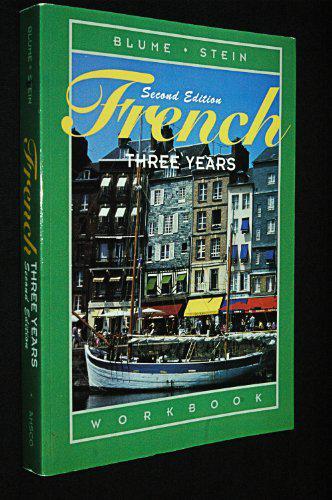 BLUME • STEIN
Second Edition
French
THREE YEARS
WORKBOOK
BLUME • STEIN
French
THREE YEARS
Second Edition
• AMSCO